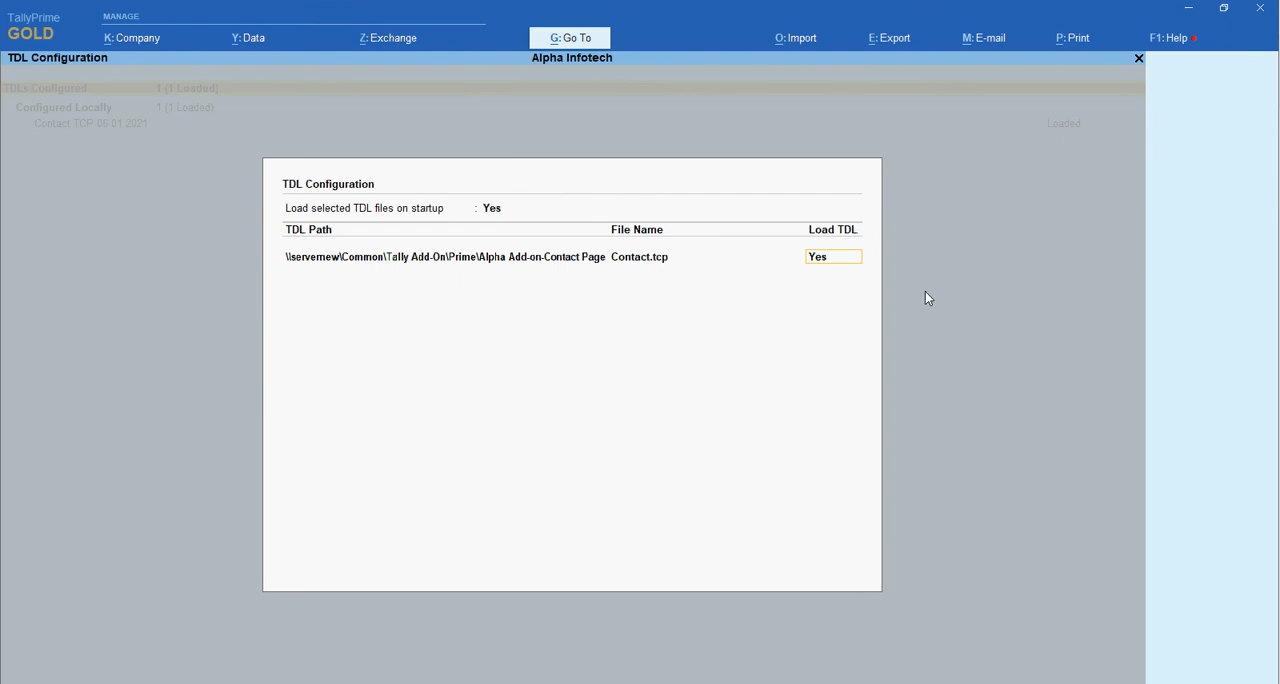 TallyPrime
GOLD
MANAGE
K: Company
Y: Data
Z: Exchange
G: Go To
O: Import
E: Export
M: E-mail
P: Print
F1: Help
TDL Configuration
Alpha Infotech
TDLs Configured 1 (1 Loaded)
Configured Locally 1 (1 Loaded)
Contact TCP 06 01 2021 Loaded
TDL Configuration
Load selected TDL files on startup : Yes
TDL Path File Name Load TDL
\\servernew\Common\Tally Add-On\Prime\Alpha Add-on-Contact Page Contact.tcp Yes